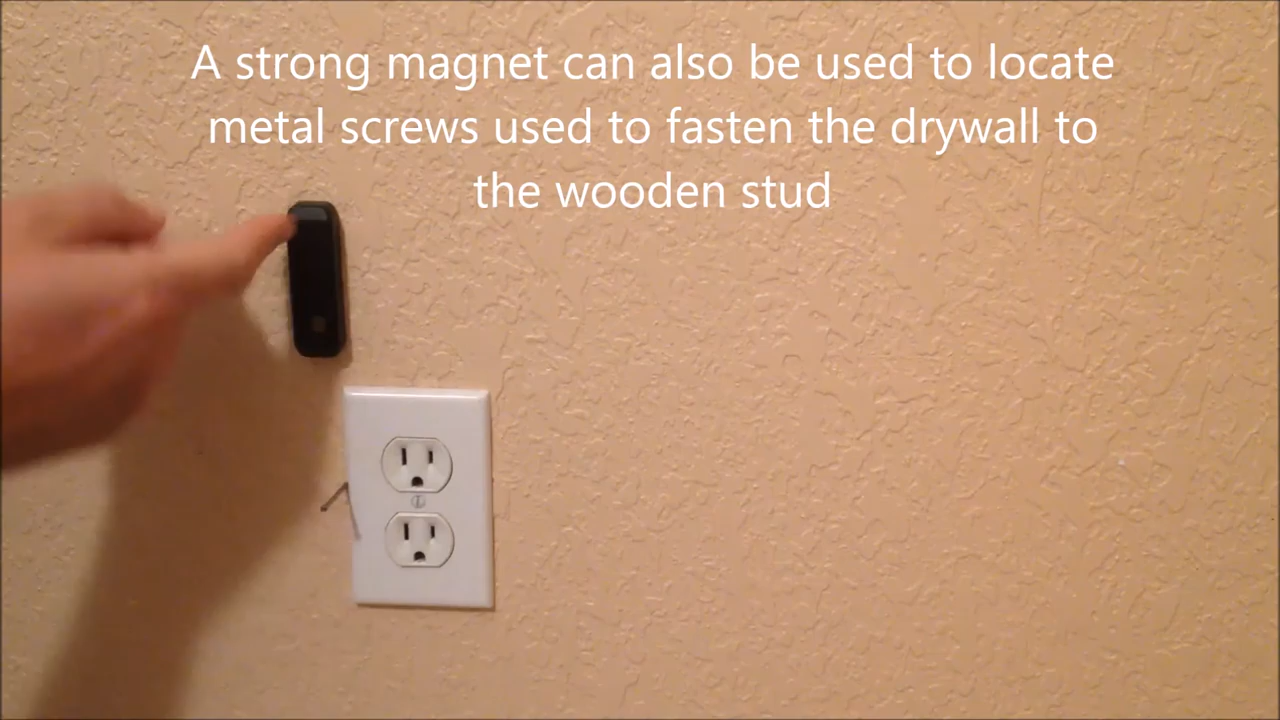 A strong magnet can also be used to locate
metal screws used to fasten the drywall to
the wooden stud